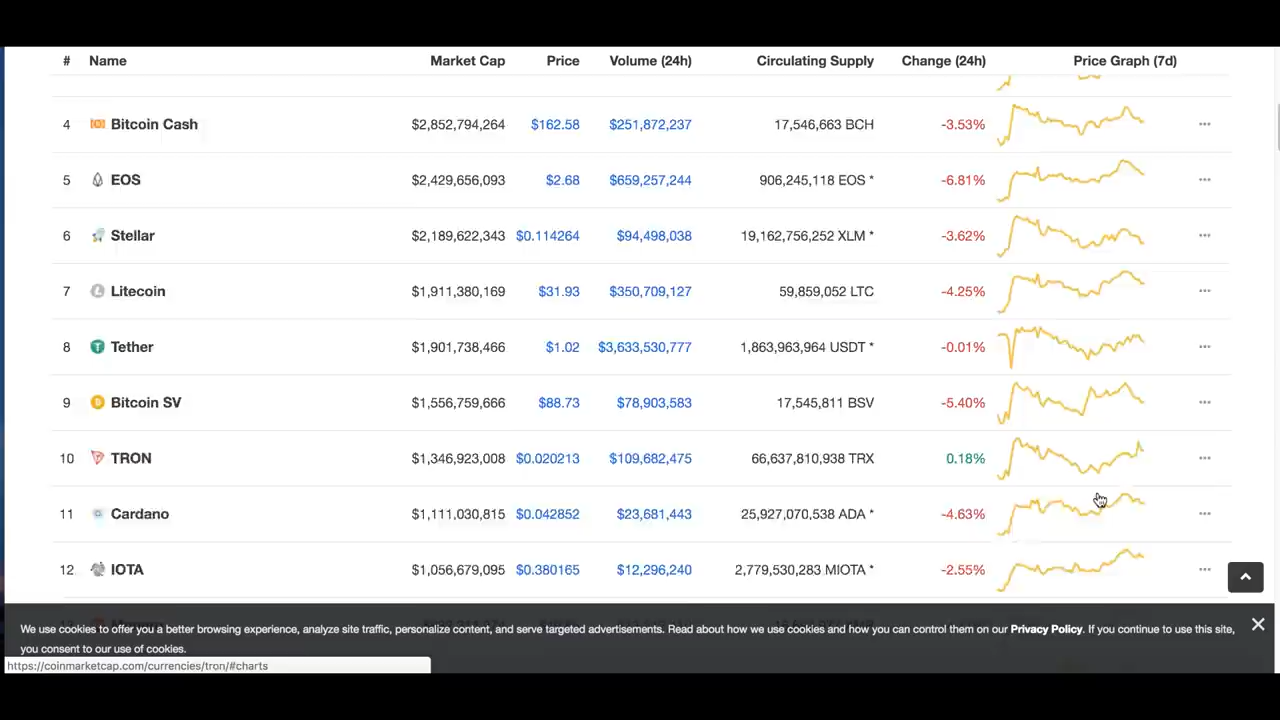 # Name Market Cap Price Volume (24h) Circulating Supply Change (24h) Price Graph (7d)
4 Bitcoin Cash $2,852,794,264 $162.58 $251,872,237 17,546,663 BCH -3.53%
5 EOS $2,429,656,093 $2.68 $659,257,244 906,245,118 EOS * -6.81%
6 Stellar $2,189,622,343 $0.114264 $94,498,038 19,162,756,252 XLM * -3.62%
7 Litecoin $1,911,380,169 $31.93 $350,709,127 59,859,052 LTC -4.25%
8 Tether $1,901,738,466 $1.02 $3,633,530,777 1,863,963,964 USDT * -0.01%
9 Bitcoin SV $1,556,759,666 $88.73 $78,903,583 17,545,811 BSV -5.40%
10 TRON $1,346,923,008 $0.020213 $109,682,475 66,637,810,938 TRX 0.18%
11 Cardano $1,111,030,815 $0.042852 $23,681,443 25,927,070,538 ADA * -4.63%
12 IOTA $1,056,679,095 $0.380165 $12,296,240 2,779,530,283 MIOTA * -2.55%
We use cookies to offer you a better browsing experience, analyze site traffic, personalize content, and serve targeted advertisements. Read about how we use cookies and how you can control them on our Privacy Policy. If you continue to use this site,
you consent to our use of cookies.
https://coinmarketcap.com/currencies/tron/#charts